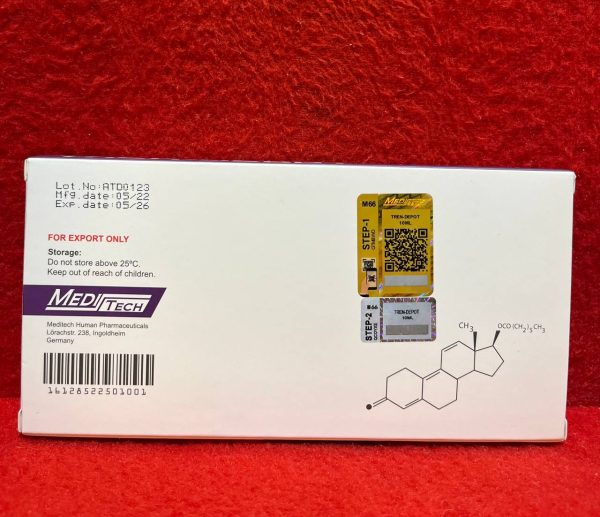 Lot.No:ATD0123
Mfg.date:05/22
Exp.date:05/26
FOR EXPORT ONLY
Storage:
Do not store above 25ºC.
Keep out of reach of children.
MEDITECH
Meditech Human Pharmaceuticals
Lörachstr. 238, Ingoldheim
Germany
16128522501001
M66
MEDITECH
TREN-DEPOT
10ML
STEP-1
M66
TREN-DEPOT
10ML
STEP-2
CH₃
OCO(CH₂)₅CH₃